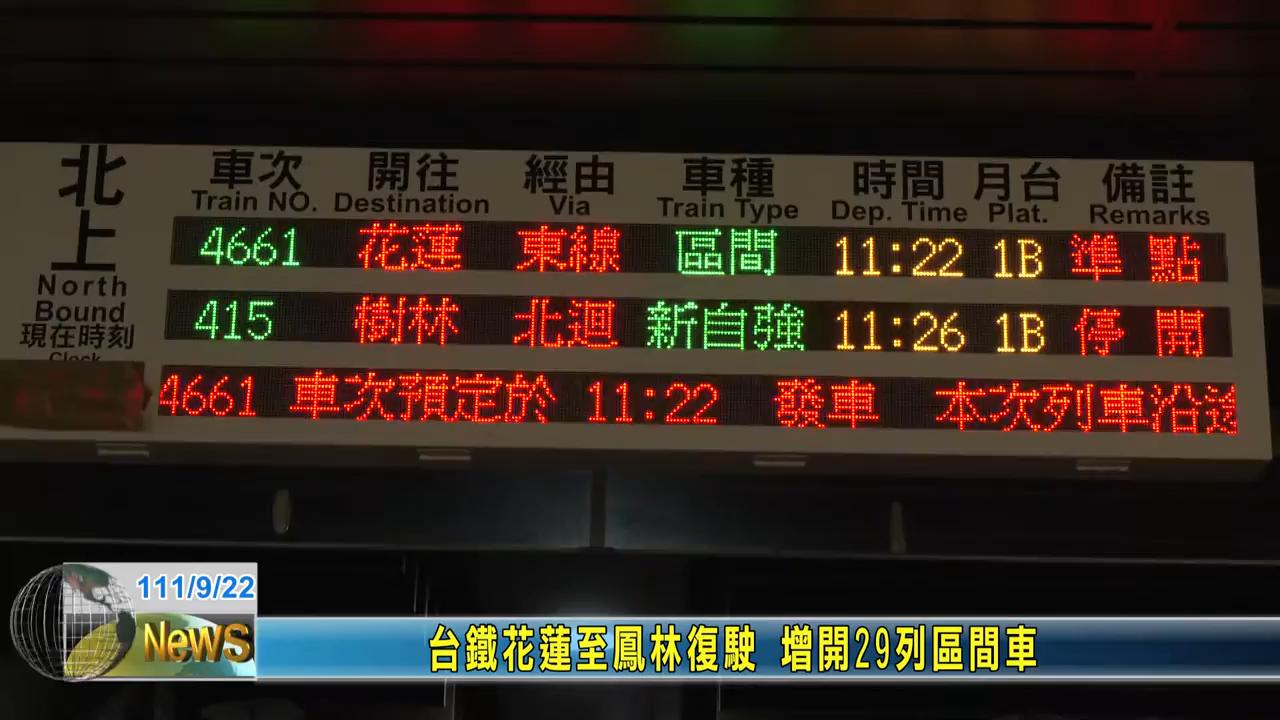 北上
North
Bound
現在時刻
Clock
車次 開往 經由 車種 時間 月台 備註
Train NO. Destination Via Train Type Dep. Time Plat. Remarks
4661 花蓮 東線 區間 11:22 1B 準點
415 樹林 北迴 新自強 11:26 1B 停開
4661 車次預定於 11:22 發車 本次列車沿途
111/9/22
News
台鐵花蓮至鳳林復駛 增開29列區間車